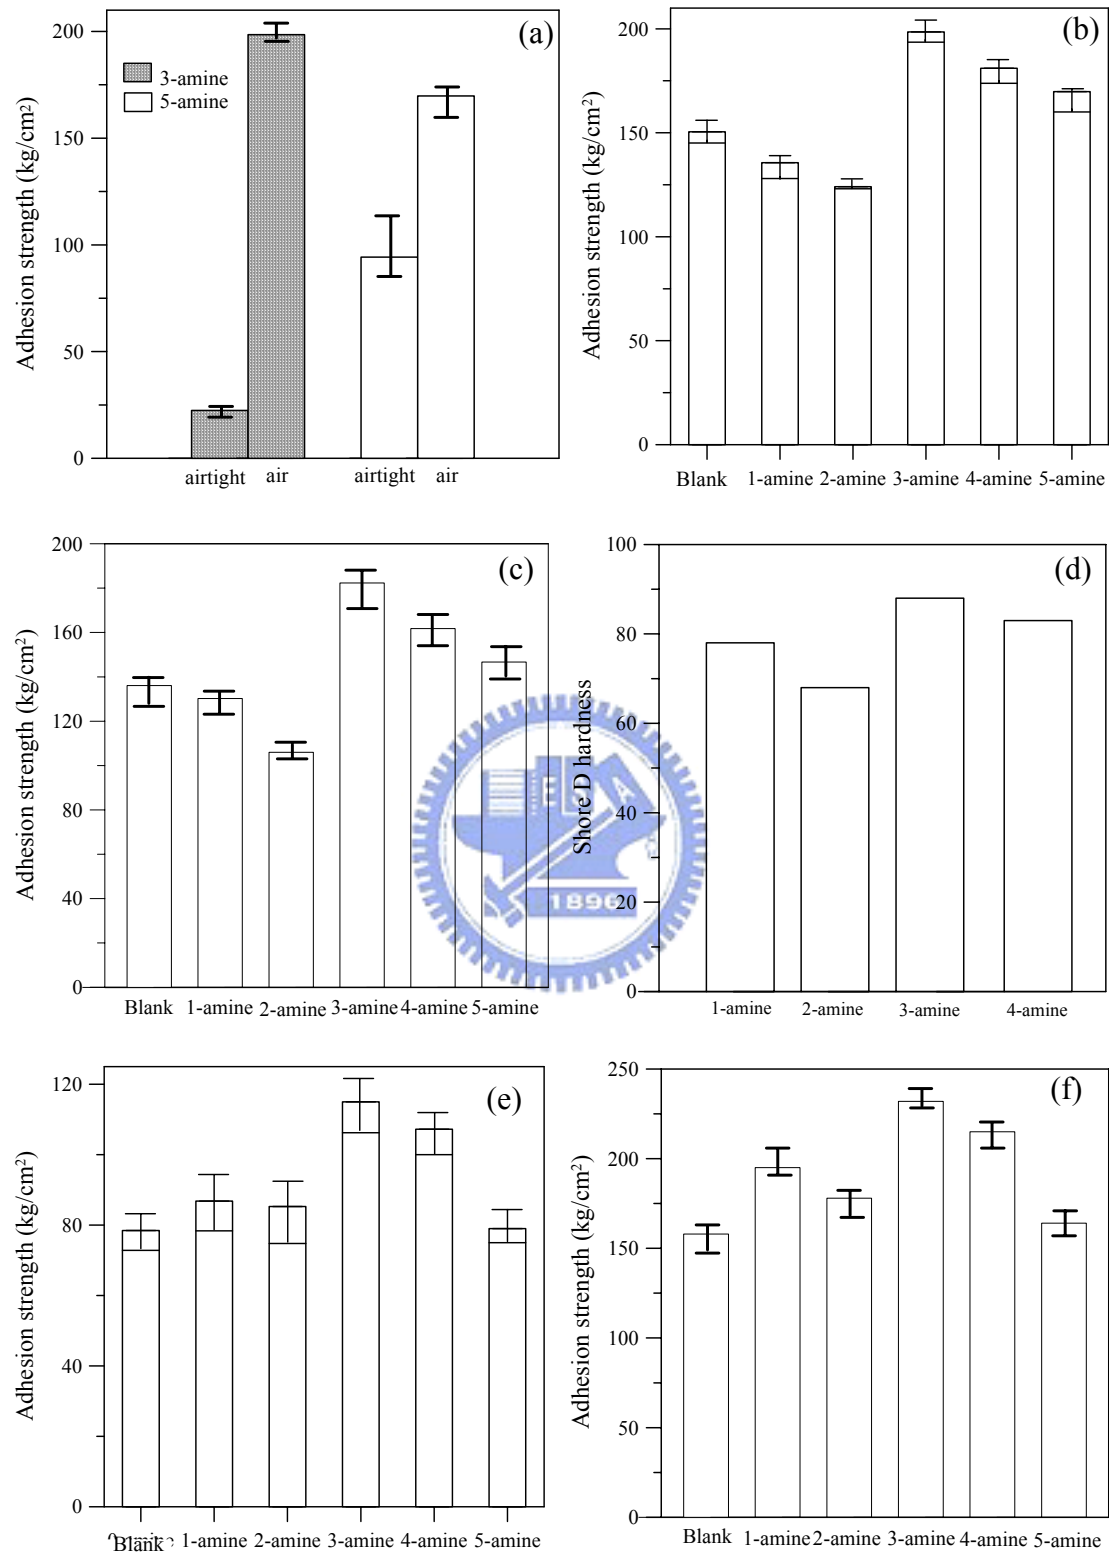 (a)
200
150
100
50
0
Adhesion strength (kg/cm²)
3-amine
5-amine
airtight air airtight air
(b)
200
150
100
50
0
Adhesion strength (kg/cm²)
Blank 1-amine 2-amine 3-amine 4-amine 5-amine
(c)
200
160
120
80
40
0
Adhesion strength (kg/cm²)
Blank 1-amine 2-amine 3-amine 4-amine 5-amine
(d)
100
80
60
40
20
0
Shore D hardness
1-amine 2-amine 3-amine 4-amine
1896
(e)
120
80
40
0
Adhesion strength (kg/cm²)
Blank 1-amine 2-amine 3-amine 4-amine 5-amine
(f)
250
200
150
100
50
0
Adhesion strength (kg/cm²)
Blank 1-amine 2-amine 3-amine 4-amine 5-amine